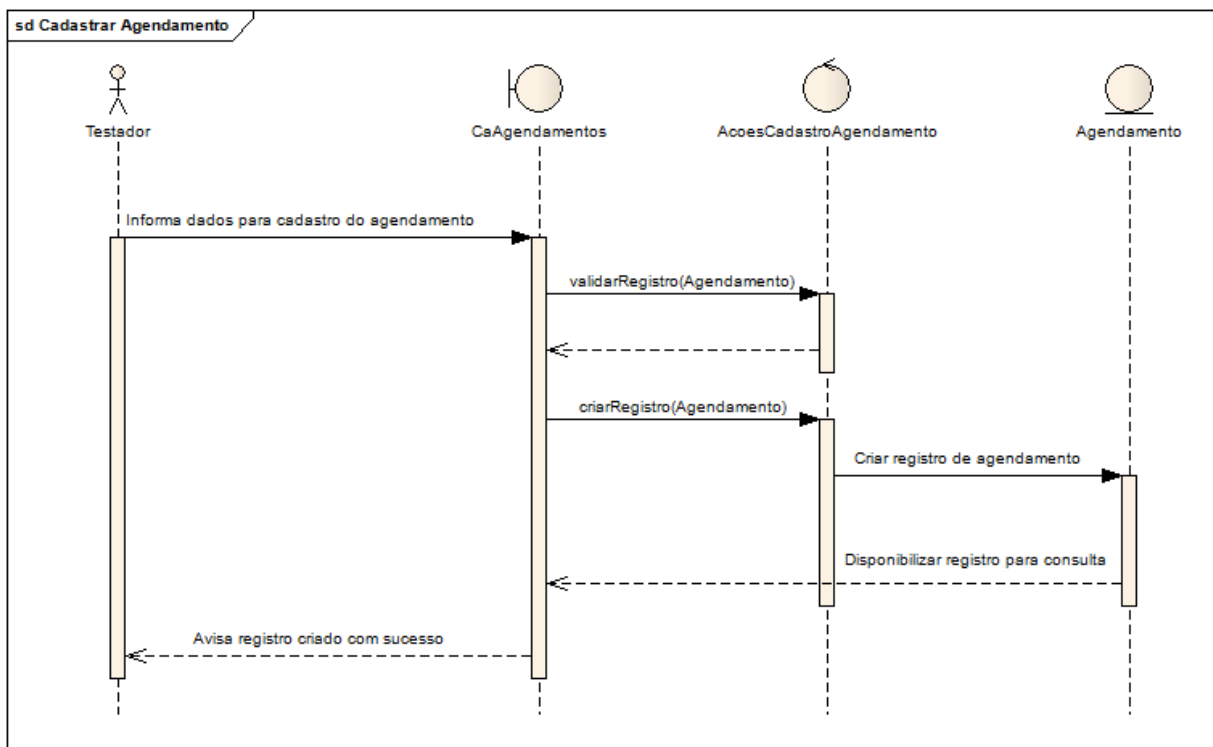 sd Cadastrar Agendamento
Testador
CaAgendamentos
AcoesCadastroAgendamento
Agendamento
Informa dados para cadastro do agendamento
validarRegistro(Agendamento)
criarRegistro(Agendamento)
Criar registro de agendamento
Disponibilizar registro para consulta
Avisa registro criado com sucesso